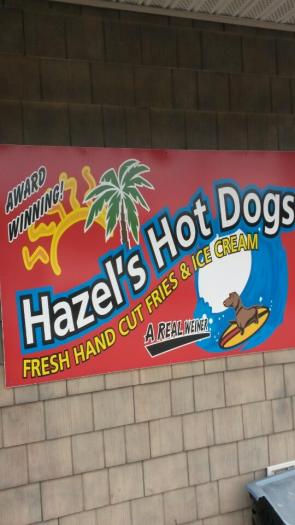 AWARD
WINNING!
Hazel's Hot Dogs
FRESH HAND CUT FRIES & ICE CREAM
A REAL WEINER